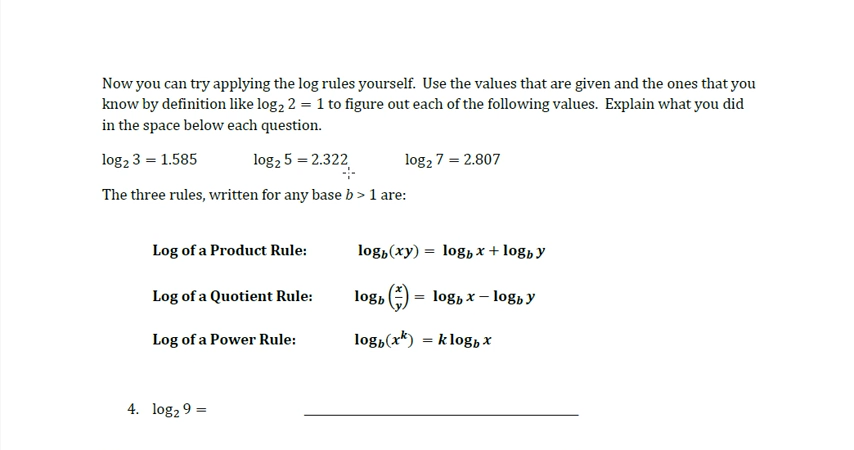 Now you can try applying the log rules yourself. Use the values that are given and the ones that you
know by definition like log₂ 2 = 1 to figure out each of the following values. Explain what you did
in the space below each question.
log₂ 3 = 1.585 log₂ 5 = 2.322 log₂ 7 = 2.807
The three rules, written for any base b > 1 are:
Log of a Product Rule: log_b(xy) = log_b x + log_b y
Log of a Quotient Rule: log_b(x/y) = log_b x − log_b y
Log of a Power Rule: log_b(x^k) = k log_b x
4. log₂ 9 =